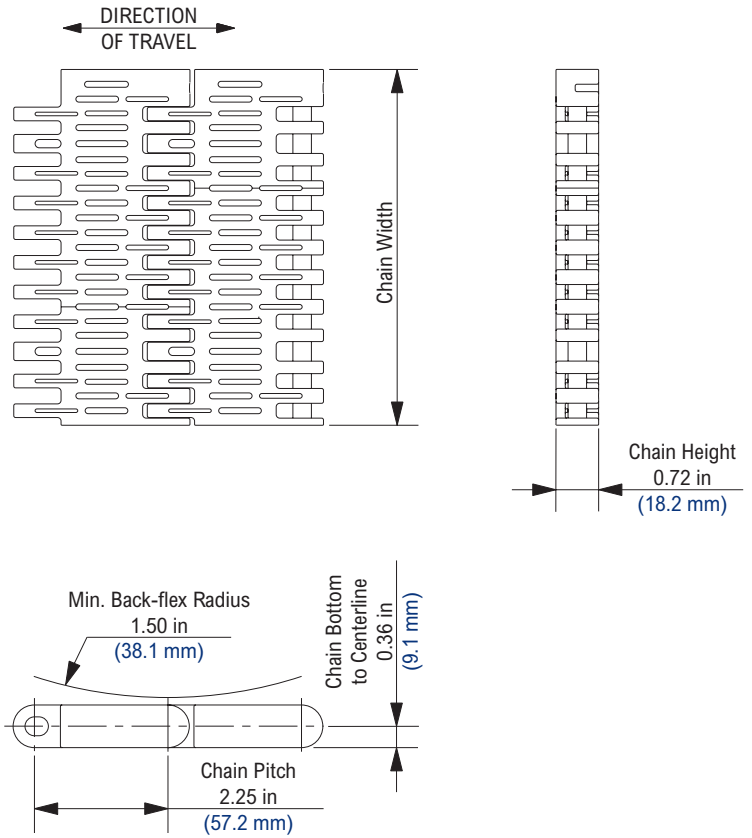 DIRECTION
OF TRAVEL
Chain Width
Chain Height
0.72 in
(18.2 mm)
Min. Back-flex Radius
1.50 in
(38.1 mm)
Chain Bottom
to Centerline
0.36 in
(9.1 mm)
Chain Pitch
2.25 in
(57.2 mm)